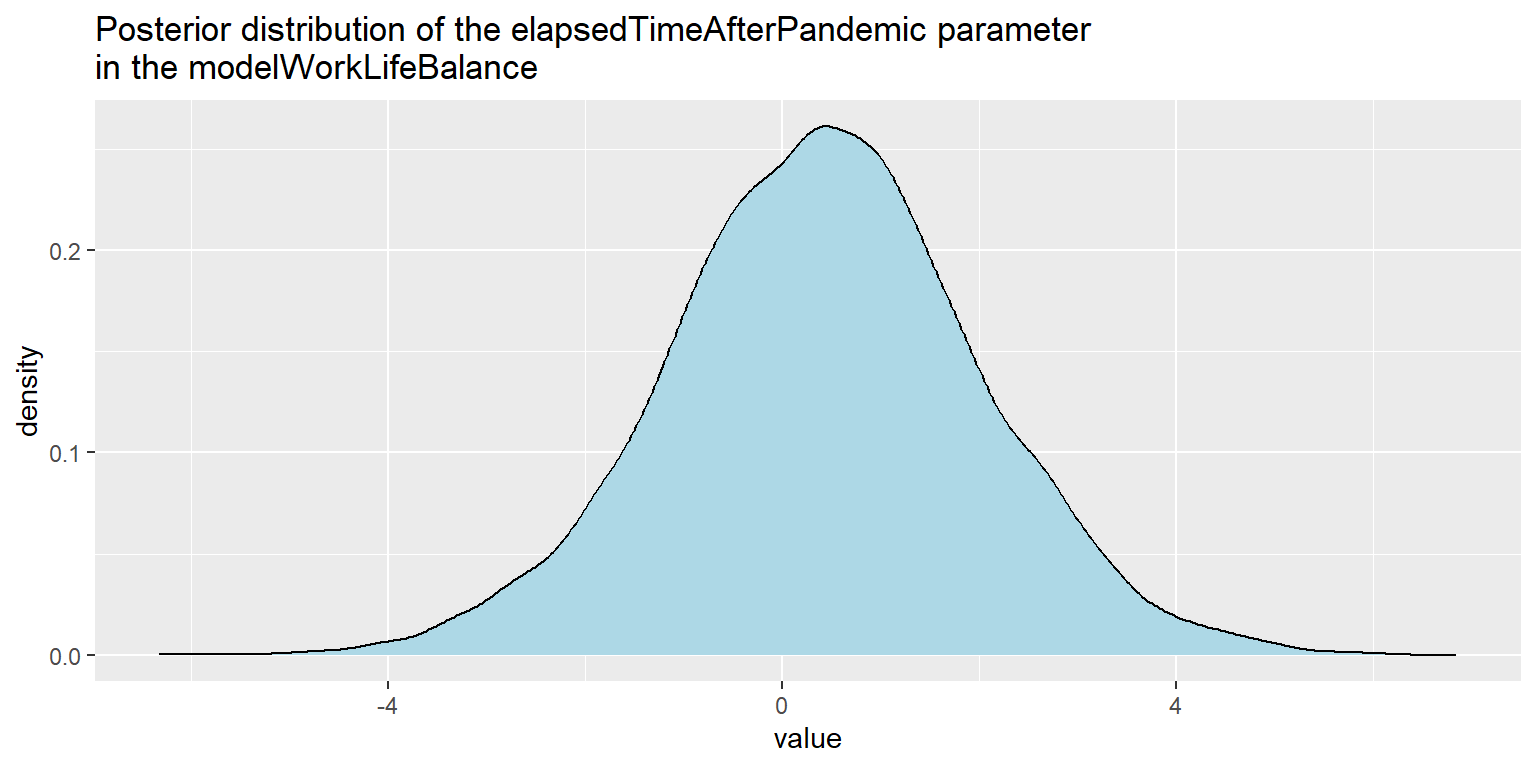 Posterior distribution of the elapsedTimeAfterPandemic parameter
in the modelWorkLifeBalance
density
0.2
0.1
0.0
-4
0
4
value